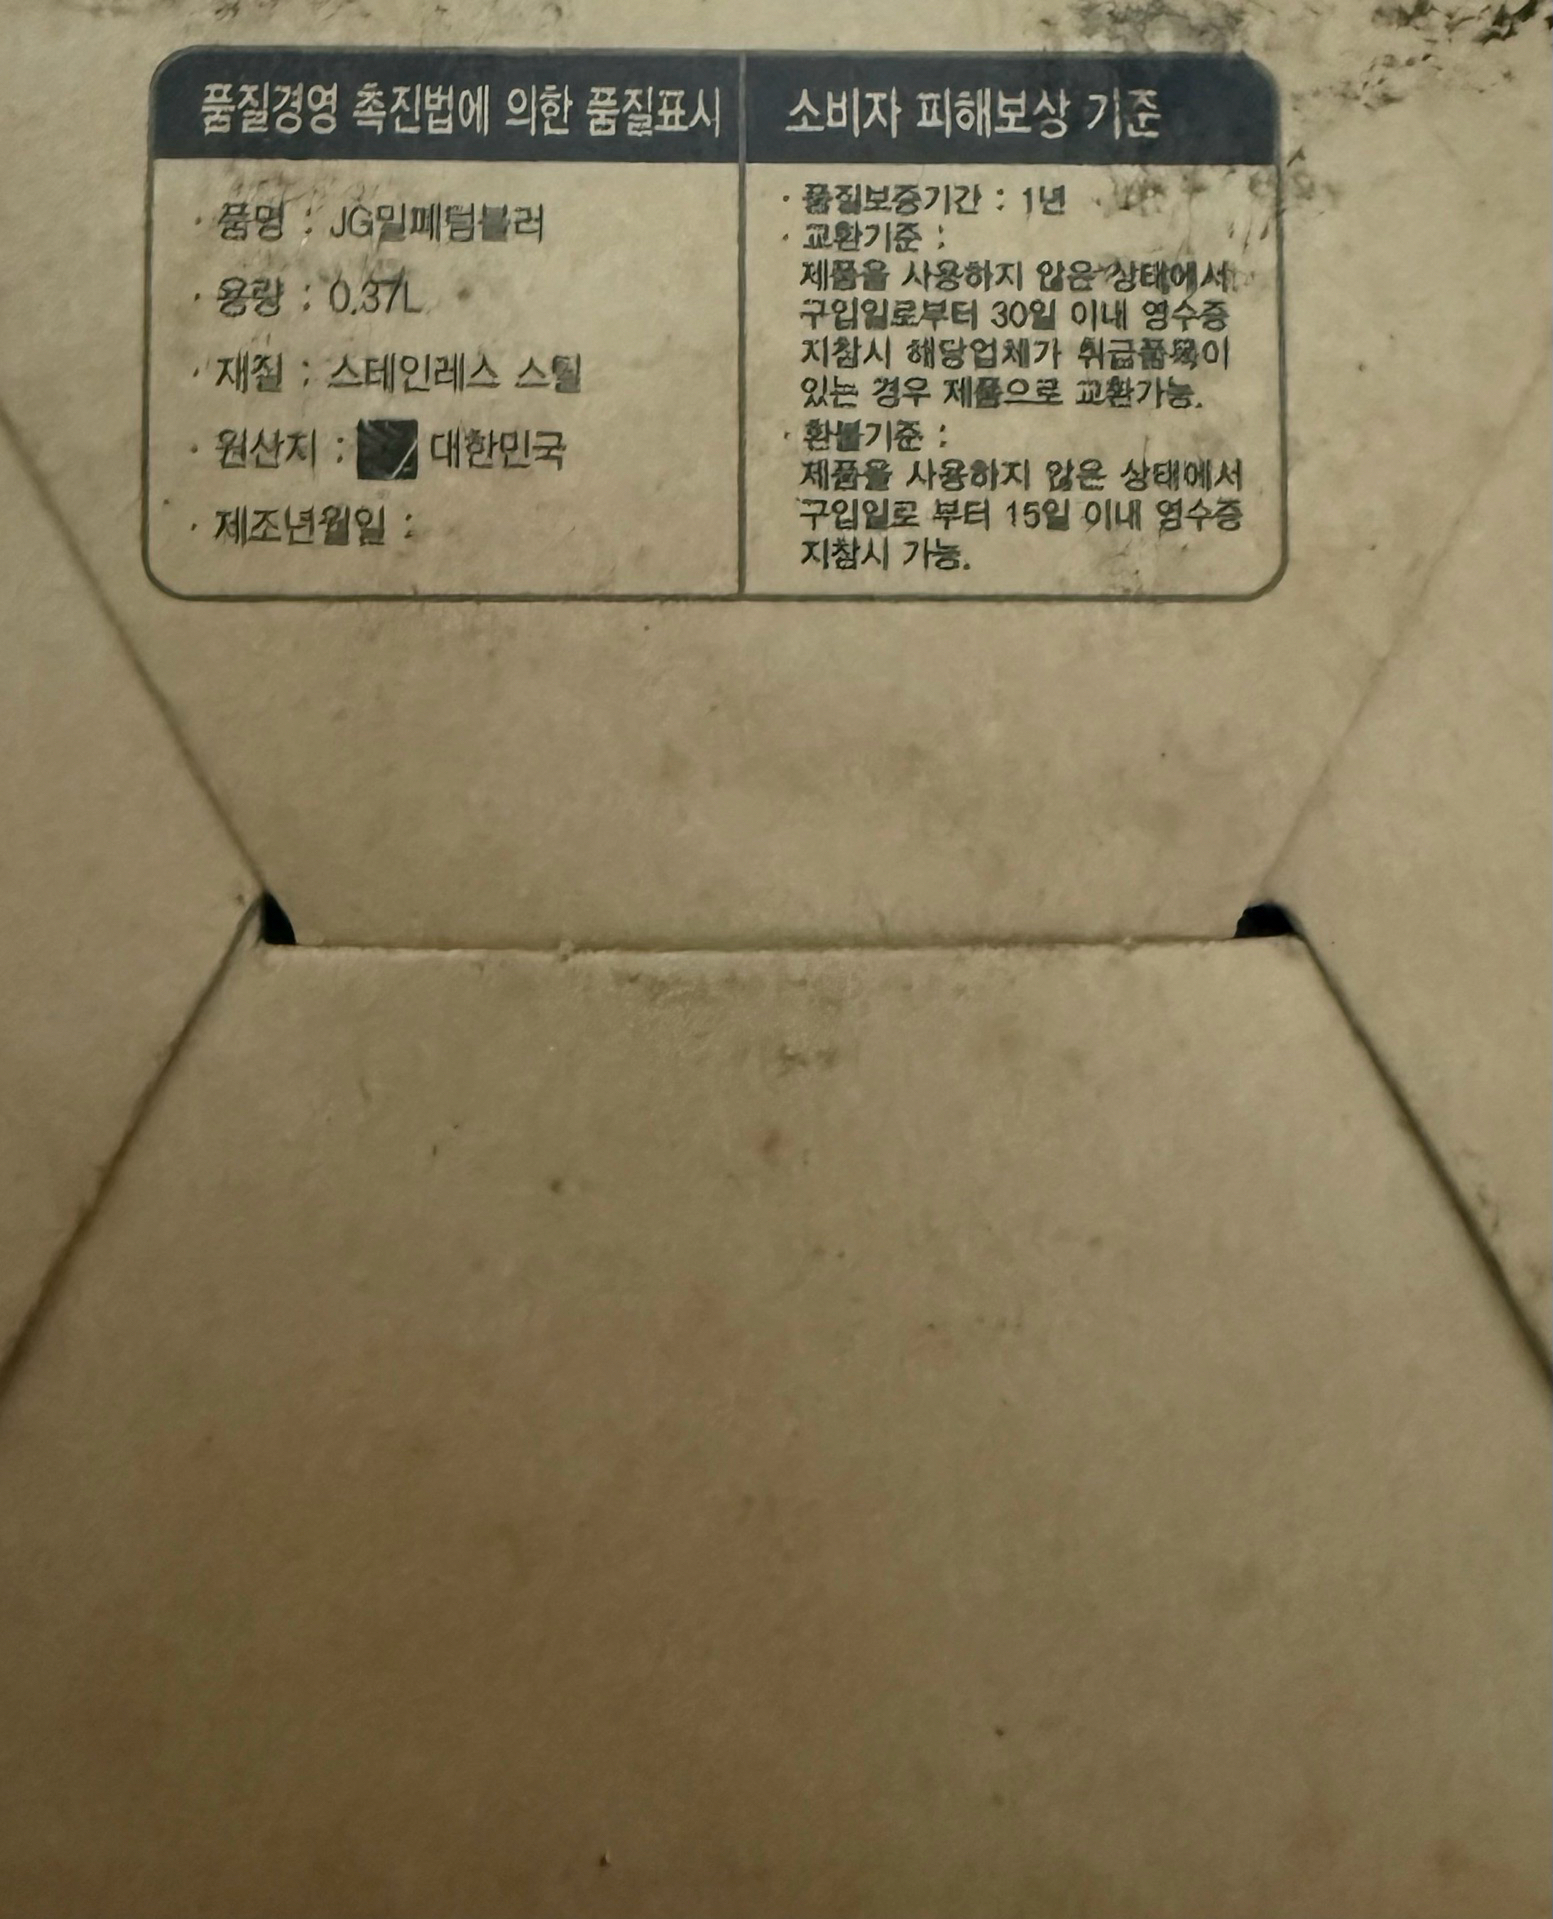 품질경영 촉진법에 의한 품질표시
· 품명 : JG밀폐텀블러
· 용량 : 0.37L
· 재질 : 스테인레스 스틸
· 원산지 : 대한민국
· 제조년월일 :
소비자 피해보상 기준
· 품질보증기간 : 1년
· 교환기준 :
제품을 사용하지 않은 상태에서
구입일로부터 30일 이내 영수증
지참시 해당업체가 취급품목이
있는 경우 제품으로 교환가능.
· 환불기준 :
제품을 사용하지 않은 상태에서
구입일로 부터 15일 이내 영수증
지참시 가능.